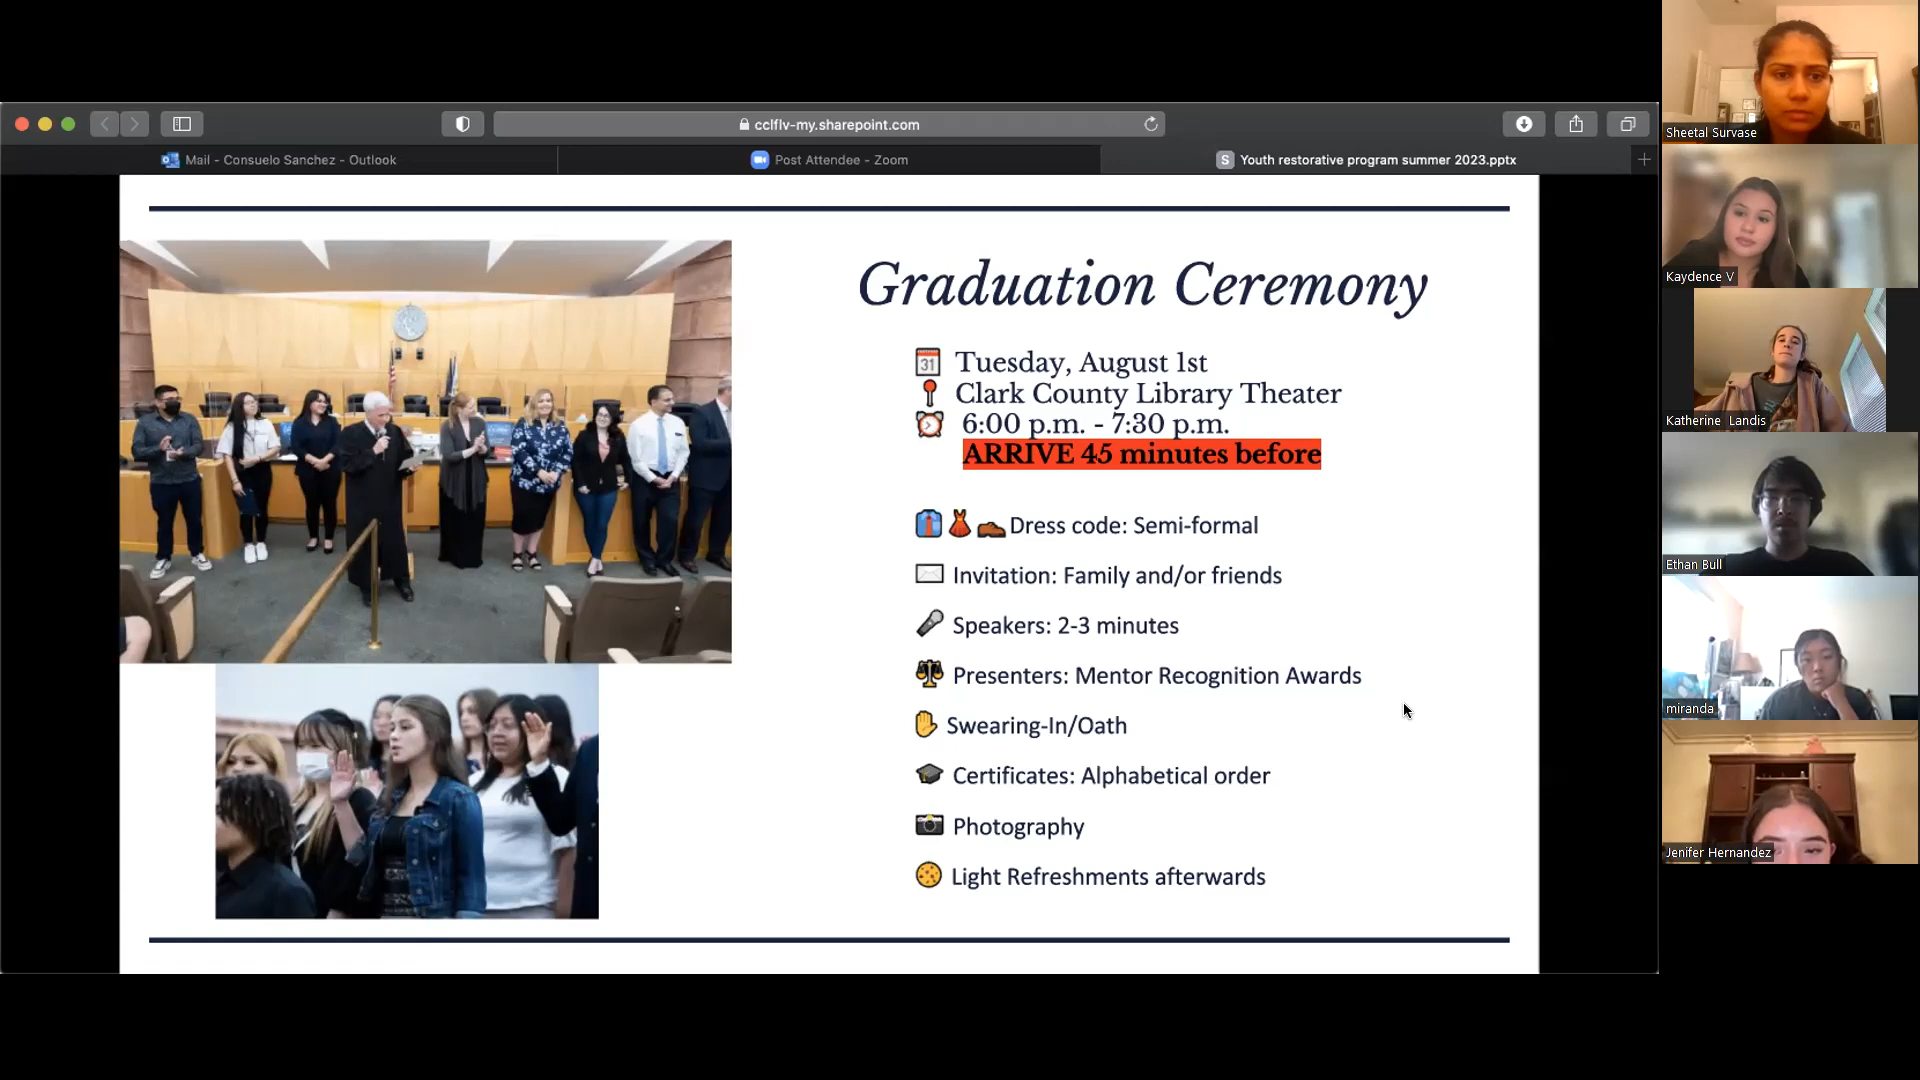 cclflv-my.sharepoint.com
Mail - Consuelo Sanchez - Outlook
Post Attendee - Zoom
S
Youth restorative program summer 2023.pptx
Graduation Ceremony
31 Tuesday, August 1st
Clark County Library Theater
6:00 p.m. - 7:30 p.m.
ARRIVE 45 minutes before
Dress code: Semi-formal
Invitation: Family and/or friends
Speakers: 2-3 minutes
Presenters: Mentor Recognition Awards
Swearing-In/Oath
Certificates: Alphabetical order
Photography
Light Refreshments afterwards
Sheetal Survase
Kaydence V
Katherine Landis
Ethan Bull
miranda
Jenifer Hernandez